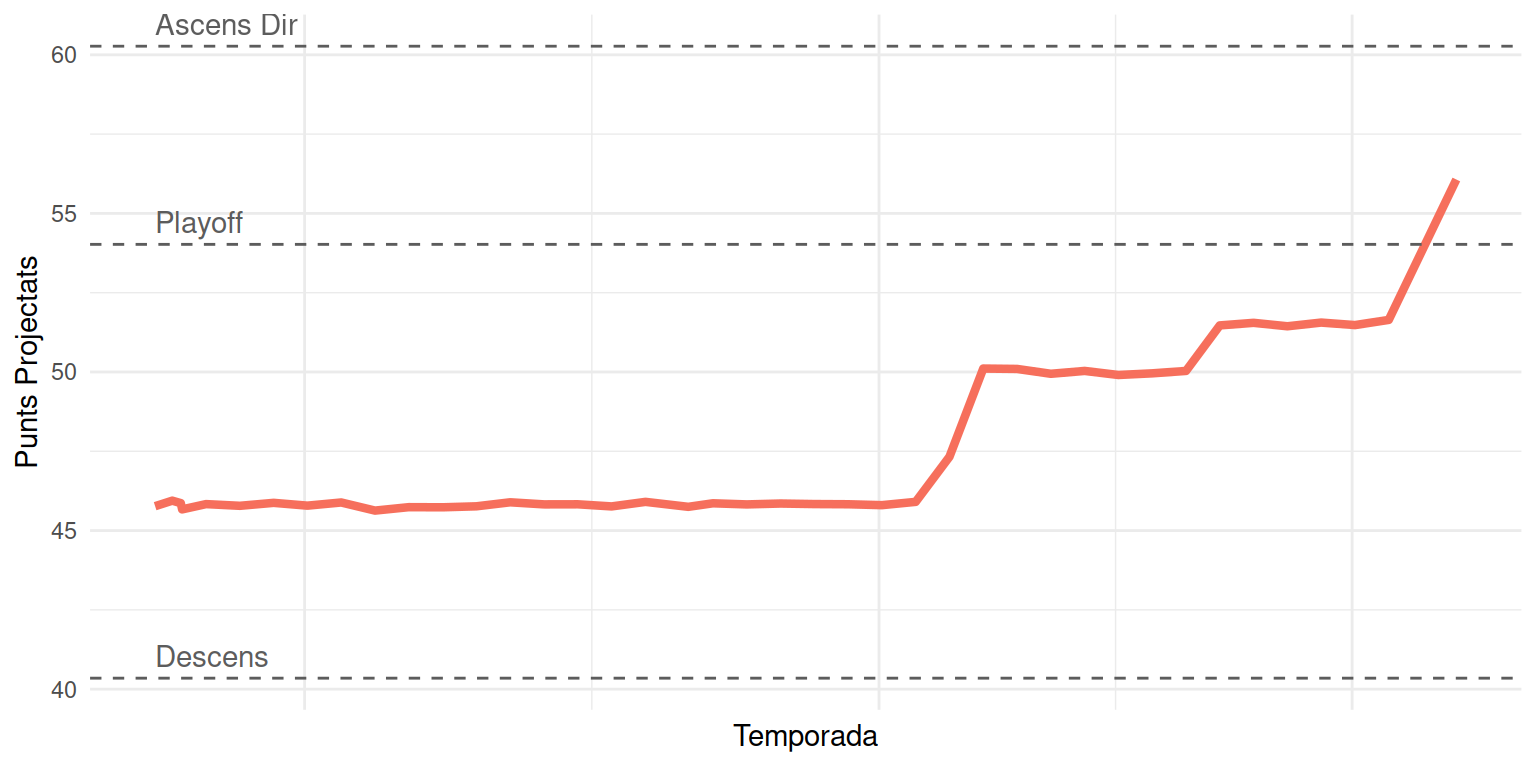 Ascens Dir
60
55
Playoff
50
45
Descens
40
Punts Projectats
Temporada